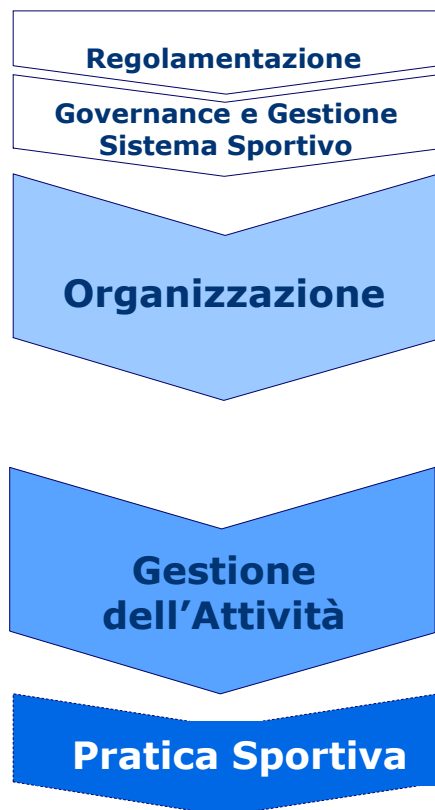 Regolamentazione
Governance e Gestione
Sistema Sportivo
Organizzazione
Gestione
dell’Attività
Pratica Sportiva